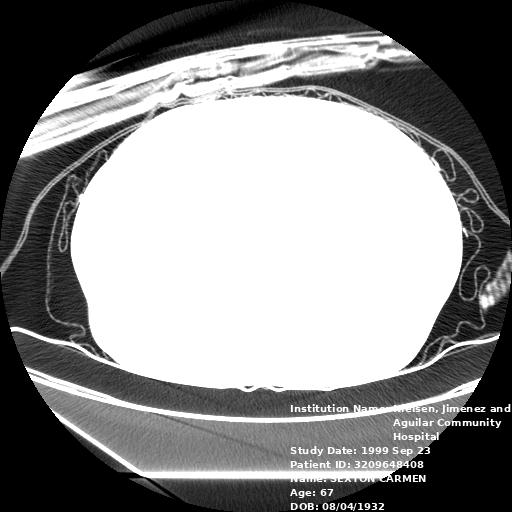 Institution Name: Nielsen, Jimenez and
Aguilar Community
Hospital
Study Date: 1999 Sep 23
Patient ID: 3209648408
Name: SEXTON CARMEN
Age: 67
DOB: 08/04/1932